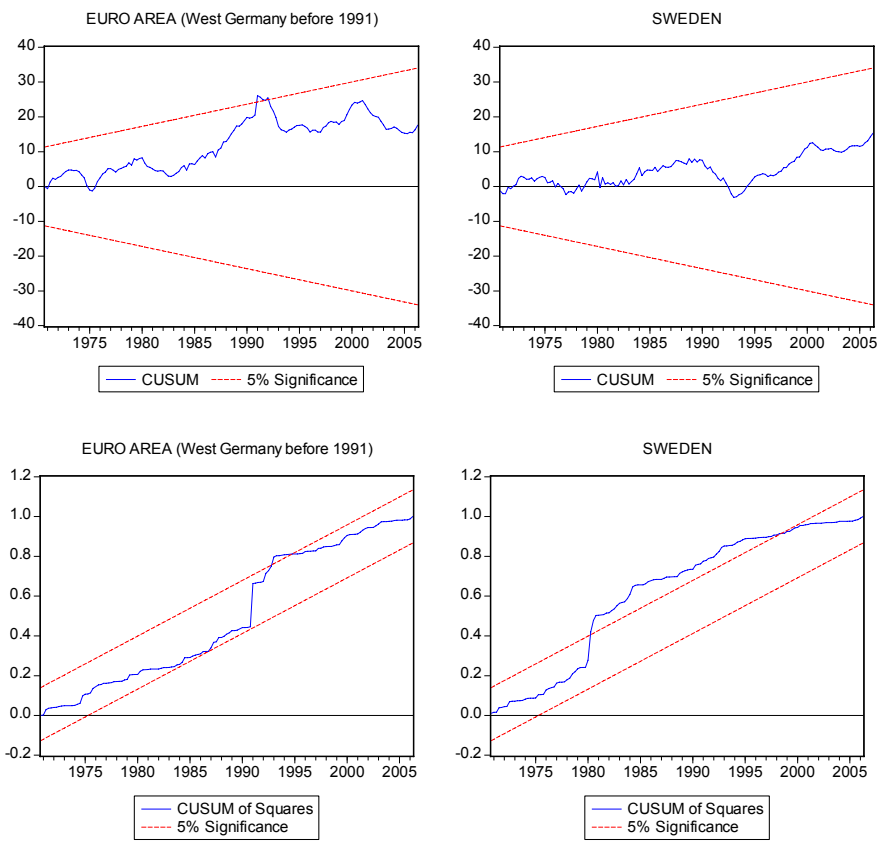 EURO AREA (West Germany before 1991)
40
30
20
10
0
-10
-20
-30
-40
1975 1980 1985 1990 1995 2000 2005
CUSUM 5% Significance
SWEDEN
40
30
20
10
0
-10
-20
-30
-40
1975 1980 1985 1990 1995 2000 2005
CUSUM 5% Significance
EURO AREA (West Germany before 1991)
1.2
1.0
0.8
0.6
0.4
0.2
0.0
-0.2
1975 1980 1985 1990 1995 2000 2005
CUSUM of Squares
5% Significance
SWEDEN
1.2
1.0
0.8
0.6
0.4
0.2
0.0
-0.2
1975 1980 1985 1990 1995 2000 2005
CUSUM of Squares
5% Significance